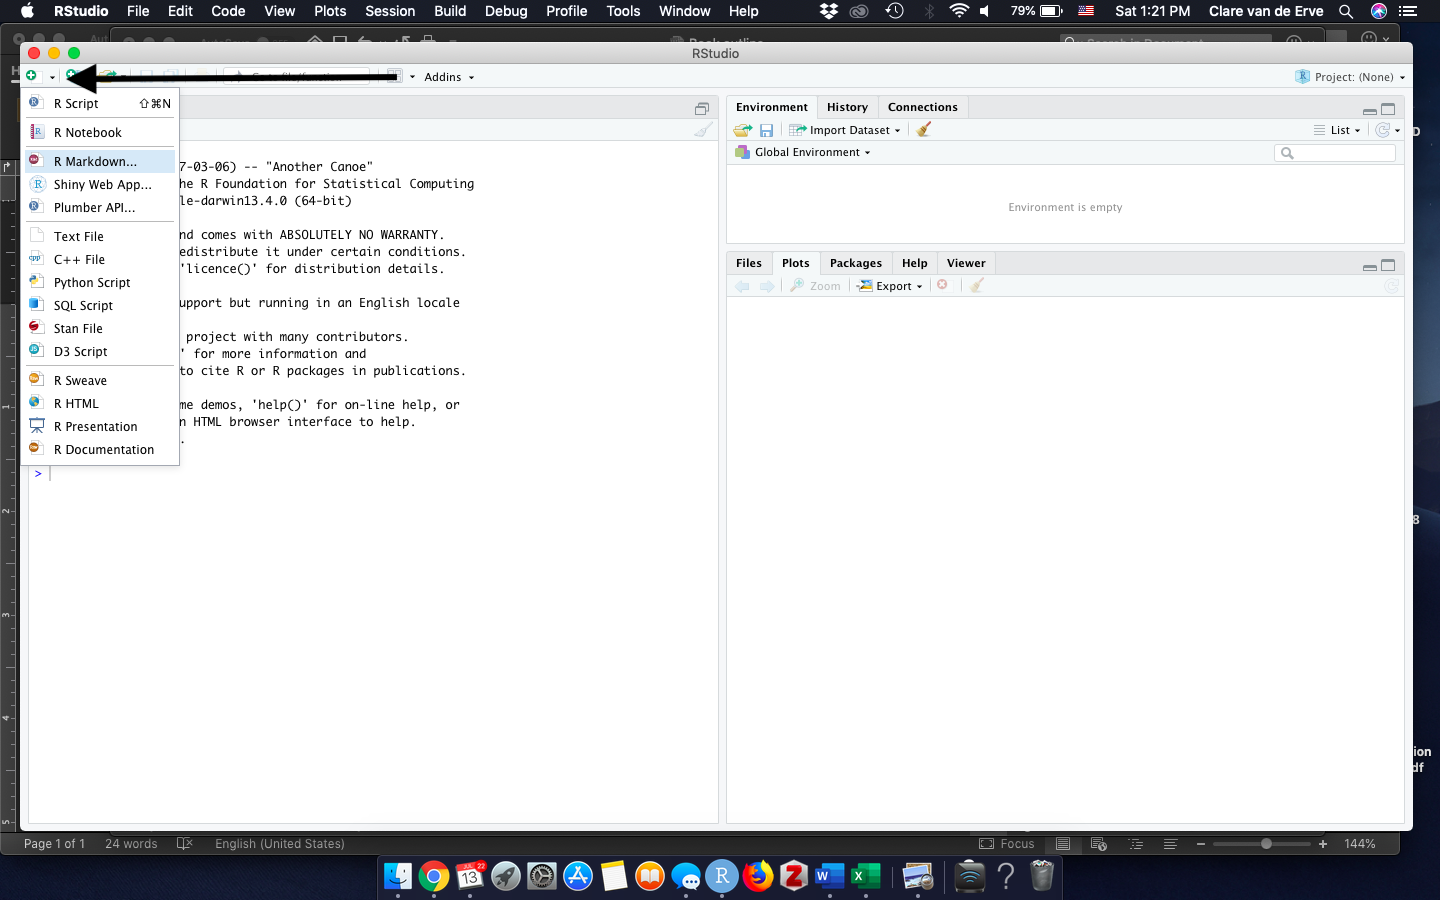 RStudio File Edit Code View Plots Session Build Debug Profile Tools Window Help 79% Sat 1:21 PM Clare van de Erve
RStudio
Addins Project: (None)
R Script ⇧⌘N
R Notebook
R Markdown...
Shiny Web App...
Plumber API...
Text File
C++ File
Python Script
SQL Script
Stan File
D3 Script
R Sweave
R HTML
R Presentation
R Documentation
7-03-06) -- "Another Canoe"
he R Foundation for Statistical Computing
le-darwin13.4.0 (64-bit)
nd comes with ABSOLUTELY NO WARRANTY.
edistribute it under certain conditions.
'licence()' for distribution details.
upport but running in an English locale
project with many contributors.
' for more information and
to cite R or R packages in publications.
me demos, 'help()' for on-line help, or
n HTML browser interface to help.
.
>
Environment History Connections
Import Dataset List
Global Environment
Environment is empty
Files Plots Packages Help Viewer
Zoom Export
D
8
ion
df
Page 1 of 1 24 words English (United States) Focus 144%
JUL 22
13